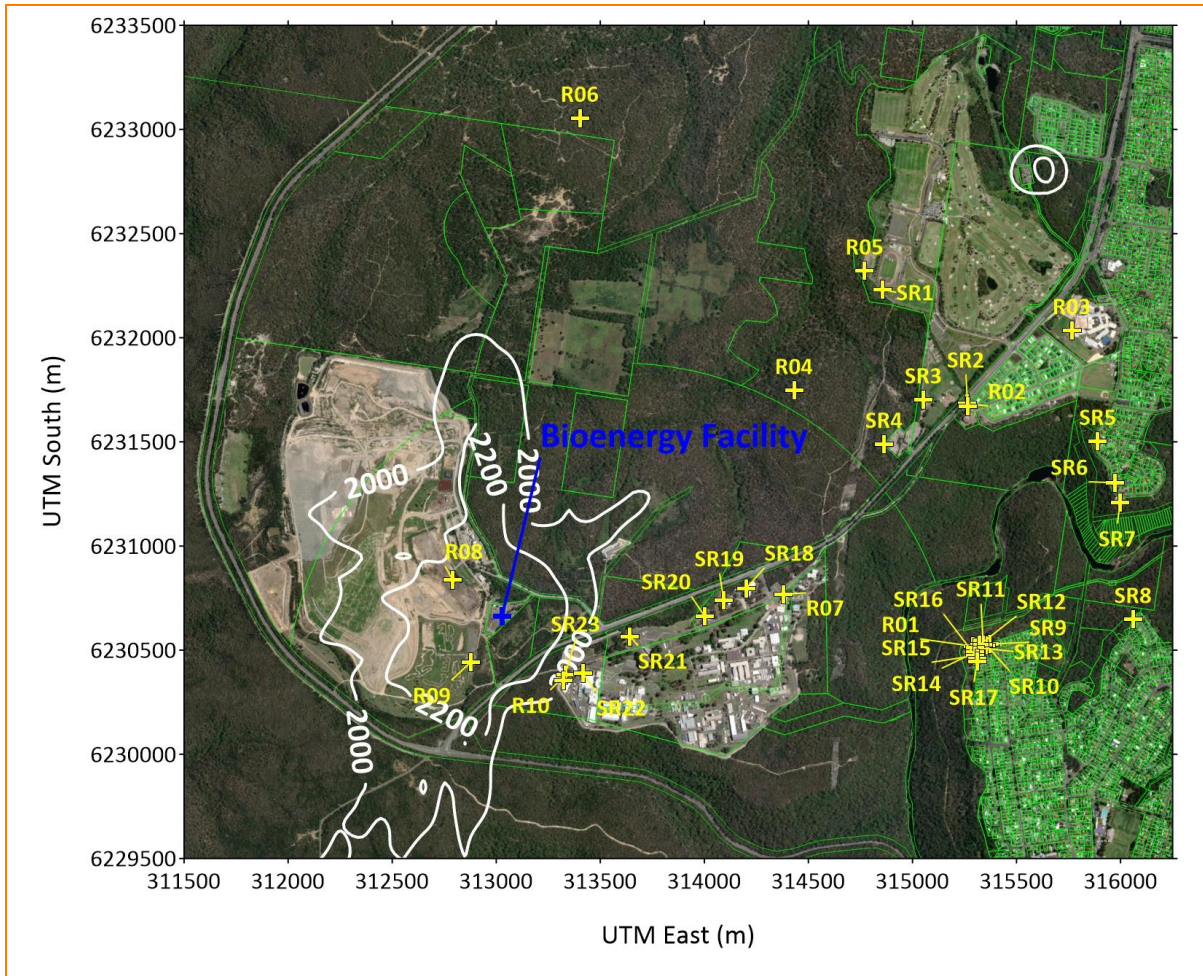 6233500
6233000
6232500
6232000
6231500
6231000
6230500
6230000
6229500
UTM South (m)
R06
R05
SR1
R03
R04
SR2
SR3
R02
SR4
SR5
SR6
SR7
Bioenergy Facility
2000
2200
2000
R08
SR18
SR19
SR20
R07
SR23
SR21
SR11
SR16
SR12
SR8
R01
SR9
SR15
SR13
SR14
SR10
SR17
R09
R10
SR22
2200
2000
311500 312000 312500 313000 313500 314000 314500 315000 315500 316000
UTM East (m)